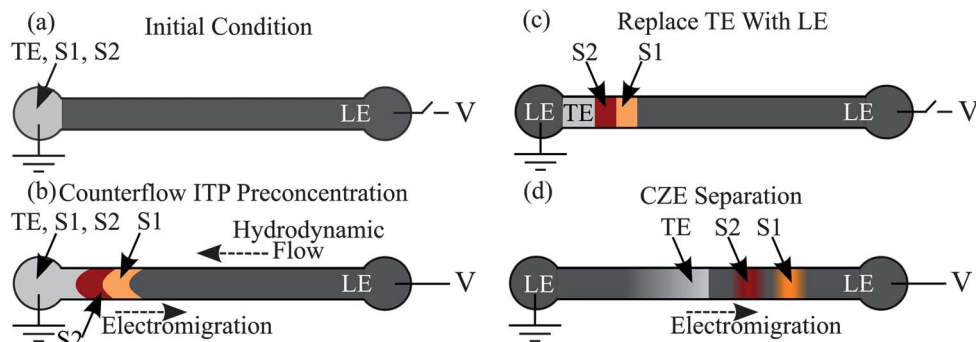 (a)
Initial Condition
TE, S1, S2
LE
V
(b)
Counterflow ITP Preconcentration
TE, S1, S2
S1
Hydrodynamic
Flow
LE
V
Electromigration
S2
(c)
Replace TE With LE
S2
S1
LE
TE
LE
V
(d)
CZE Separation
TE
S2
S1
LE
LE
V
Electromigration